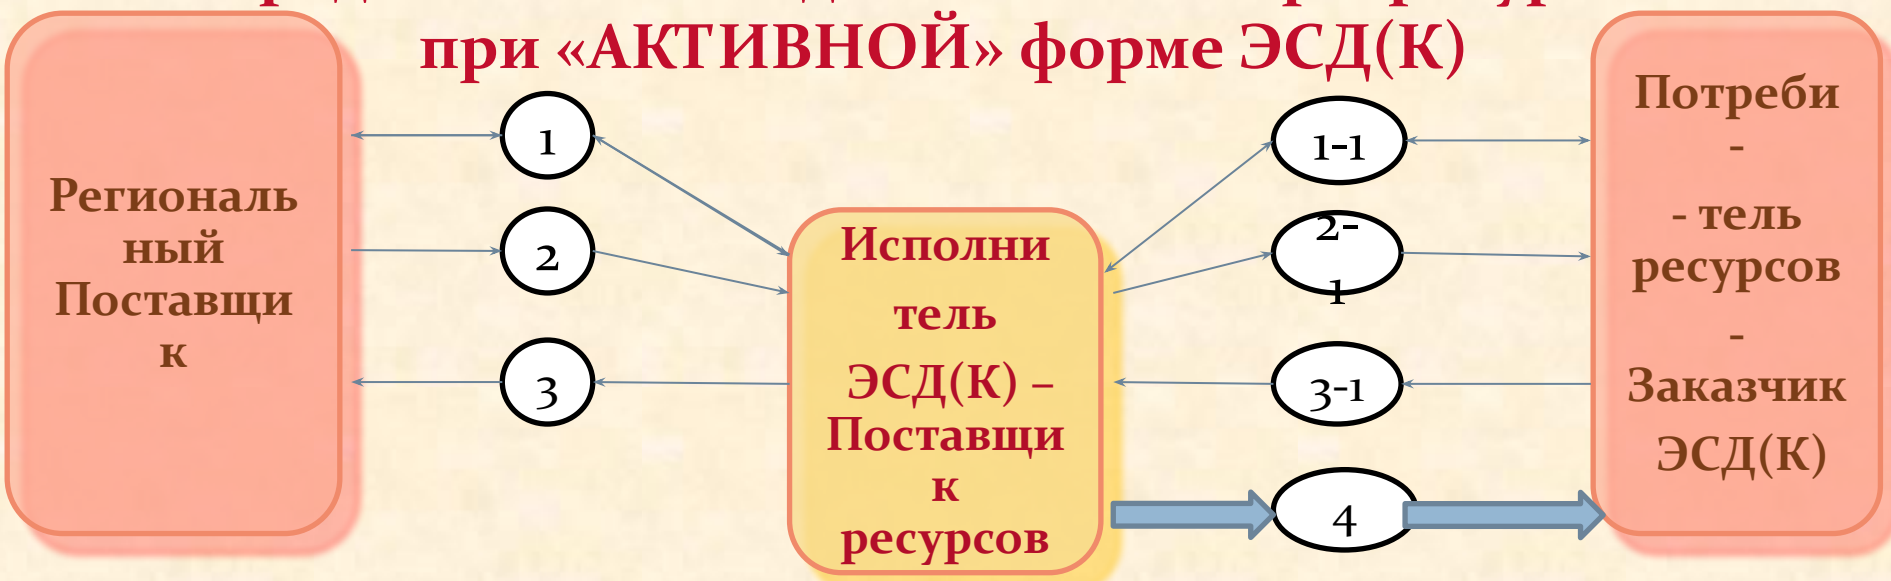 при «АКТИВНОЙ» форме ЭСД(К)
Региональ
ный
Поставщи
к
1
2
3
Исполни
тель
ЭСД(К) –
Поставщи
к
ресурсов
1-1
2-
1
3-1
4
Потреби
-
- тель
ресурсов
-
Заказчик
ЭСД(К)